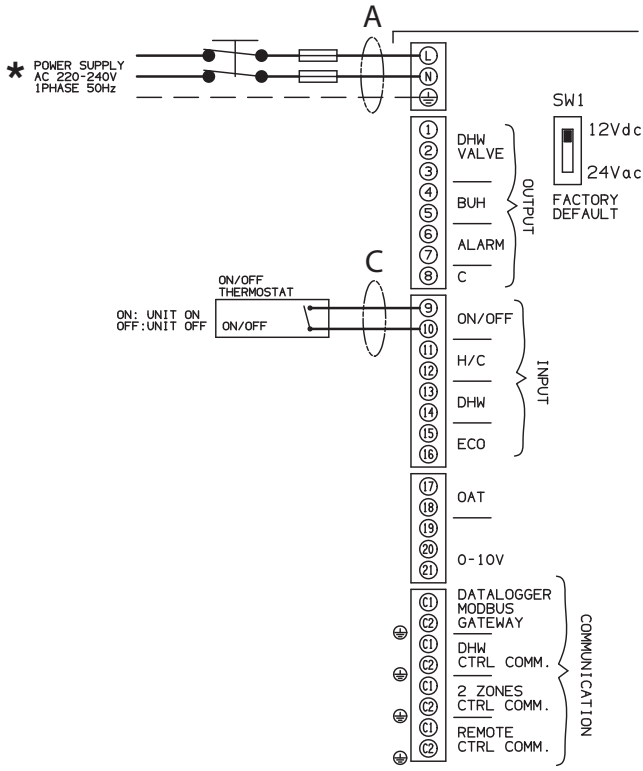 A
* POWER SUPPLY
AC 220-240V
1PHASE 50Hz
L
N
SW1
12Vdc
24Vac
FACTORY
DEFAULT
1
2
3
DHW
VALVE
4
5
BUH
6
7
ALARM
8
C
OUTPUT
C
ON/OFF
THERMOSTAT
ON: UNIT ON
OFF:UNIT OFF
ON/OFF
9
10
ON/OFF
11
12
H/C
13
14
DHW
15
16
ECO
INPUT
17
18
OAT
19
20
21
0-10V
C1
C2
DATALOGGER
MODBUS
GATEWAY
C1
C2
DHW
CTRL COMM.
C1
C2
2 ZONES
CTRL COMM.
C1
C2
REMOTE
CTRL COMM.
COMMUNICATION